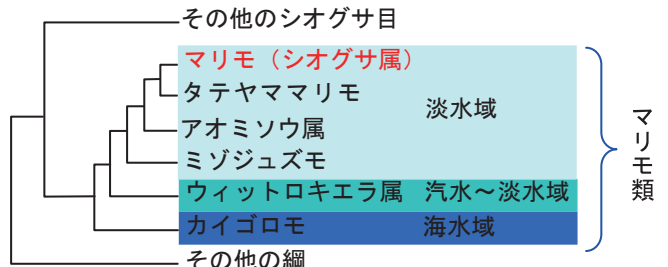 その他のシオグサ目
マリモ（シオグサ属）
タテヤママリモ
アオミソウ属
淡水域
ミゾジュズモ
ウィットロキエラ属 汽水～淡水域
カイゴロモ 海水域
その他の綱
マリモ類